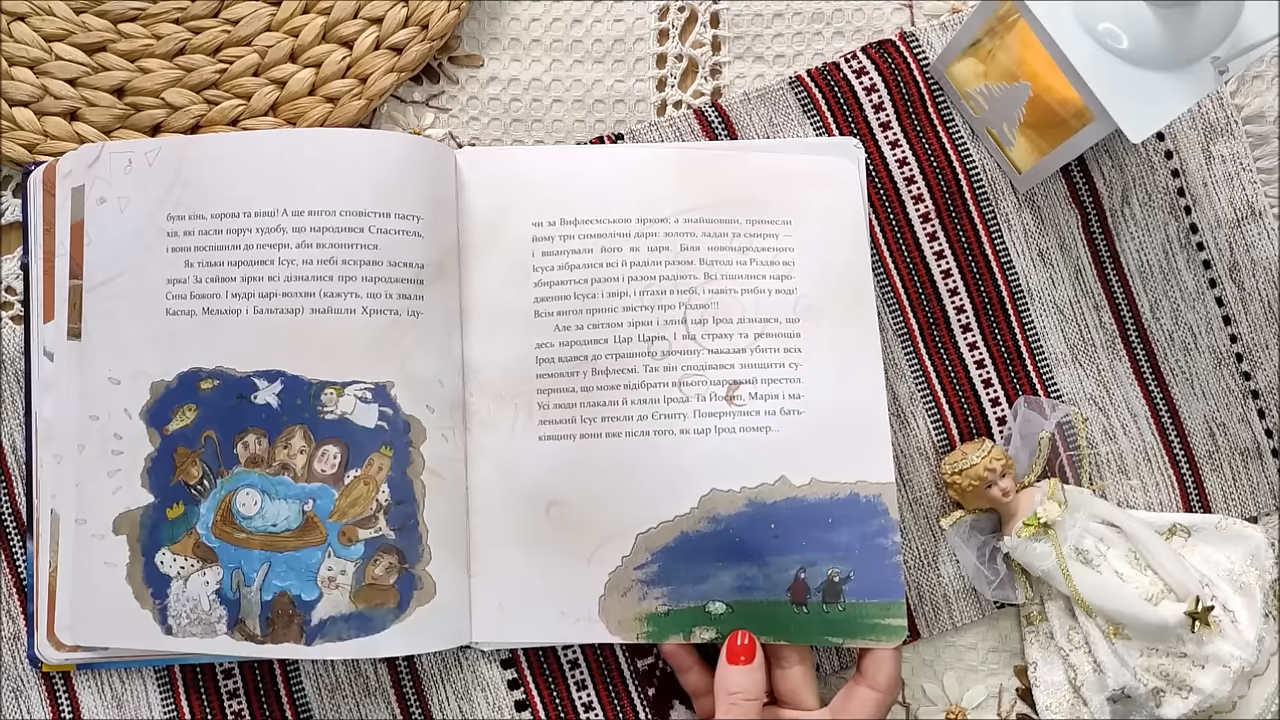 були кінь, корова та вівці! А ще янгол сповістив пасту-
хів, які пасли поруч худобу, що народився Спаситель,
і вони поспішили до печери, аби вклонитися.
Як тільки народився Ісус, на небі яскраво засяяла
зірка! За сяйвом зірки всі дізналися про народження
Сина Божого. І мудрі царі-волхви (кажуть, що їх звали
Каспар, Мельхіор і Бальтазар) знайшли Христа, іду-
чи за Вифлеємською зіркою; а знайшовши, принесли
йому три символічні дари: золото, ладан та смирну —
і вшанували його як царя. Біля новонародженого
Ісуса зібралися всі й раділи разом. Відтоді на Різдво всі
збираються разом і разом радіють. Всі тішилися наро-
дженню Ісуса: і звірі, і птахи в небі, і навіть риби у воді!
Всім янгол приніс звістку про Різдво!!!
Але за світлом зірки і злий цар Ірод дізнався, що
десь народився Цар Царів. І від страху та ревнощів
Ірод вдався до страшного злочину: наказав убити всіх
немовлят у Вифлеємі. Так він сподівався знищити су-
перника, що може відібрати в нього царський престол.
Усі люди плакали й кляли Ірода. Та Йосип, Марія і ма-
ленький Ісус втекли до Єгипту. Повернулися на бать-
ківщину вони вже після того, як цар Ірод помер...